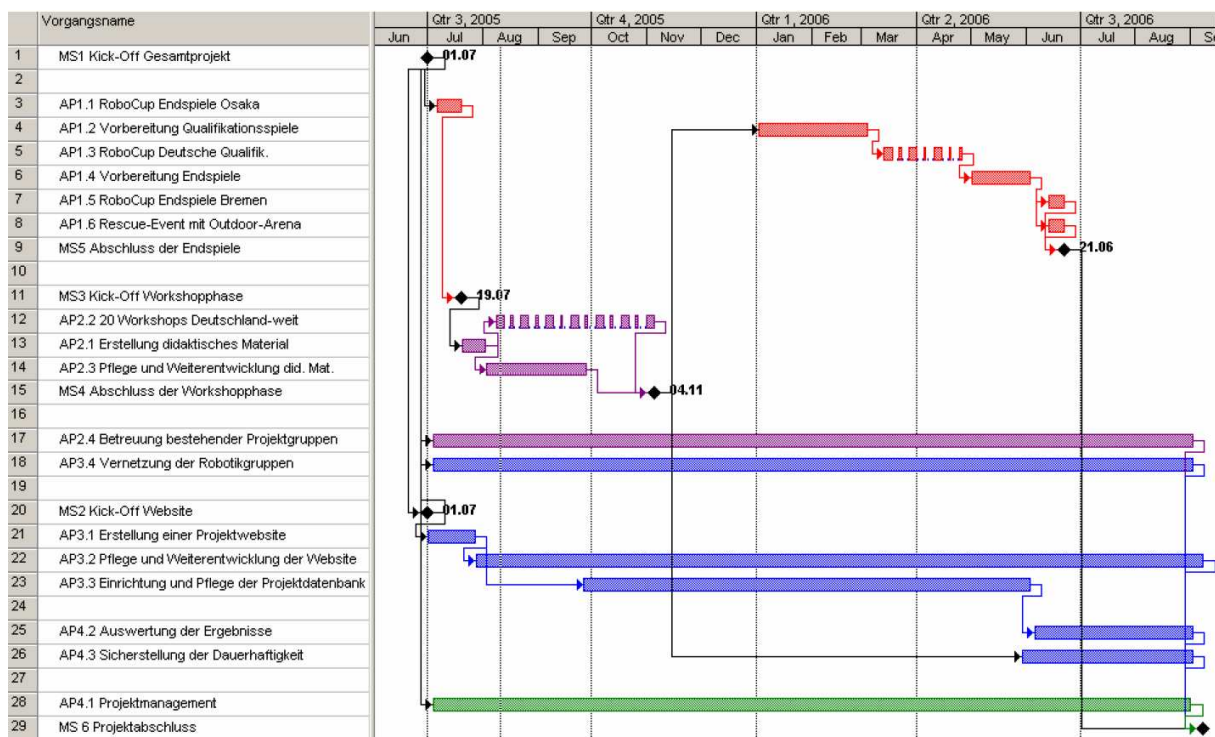 Vorgangsname
Qtr 3, 2005 Qtr 4, 2005 Qtr 1, 2006 Qtr 2, 2006 Qtr 3, 2006
Jun Jul Aug Sep Oct Nov Dec Jan Feb Mar Apr May Jun Jul Aug Se
1 MS1 Kick-Off Gesamtprojekt 01.07
2
3 AP1.1 RoboCup Endspiele Osaka
4 AP1.2 Vorbereitung Qualifikationsspiele
5 AP1.3 RoboCup Deutsche Qualifik.
6 AP1.4 Vorbereitung Endspiele
7 AP1.5 RoboCup Endspiele Bremen
8 AP1.6 Rescue-Event mit Outdoor-Arena
9 MS5 Abschluss der Endspiele 21.06
10
11 MS3 Kick-Off Workshopphase 19.07
12 AP2.2 20 Workshops Deutschland-weit
13 AP2.1 Erstellung didaktisches Material
14 AP2.3 Pflege und Weiterentwicklung did. Mat.
15 MS4 Abschluss der Workshopphase 04.11
16
17 AP2.4 Betreuung bestehender Projektgruppen
18 AP3.4 Vernetzung der Robotikgruppen
19
20 MS2 Kick-Off Website 01.07
21 AP3.1 Erstellung einer Projektwebsite
22 AP3.2 Pflege und Weiterentwicklung der Website
23 AP3.3 Einrichtung und Pflege der Projektdatenbank
24
25 AP4.2 Auswertung der Ergebnisse
26 AP4.3 Sicherstellung der Dauerhaftigkeit
27
28 AP4.1 Projektmanagement
29 MS 6 Projektabschluss